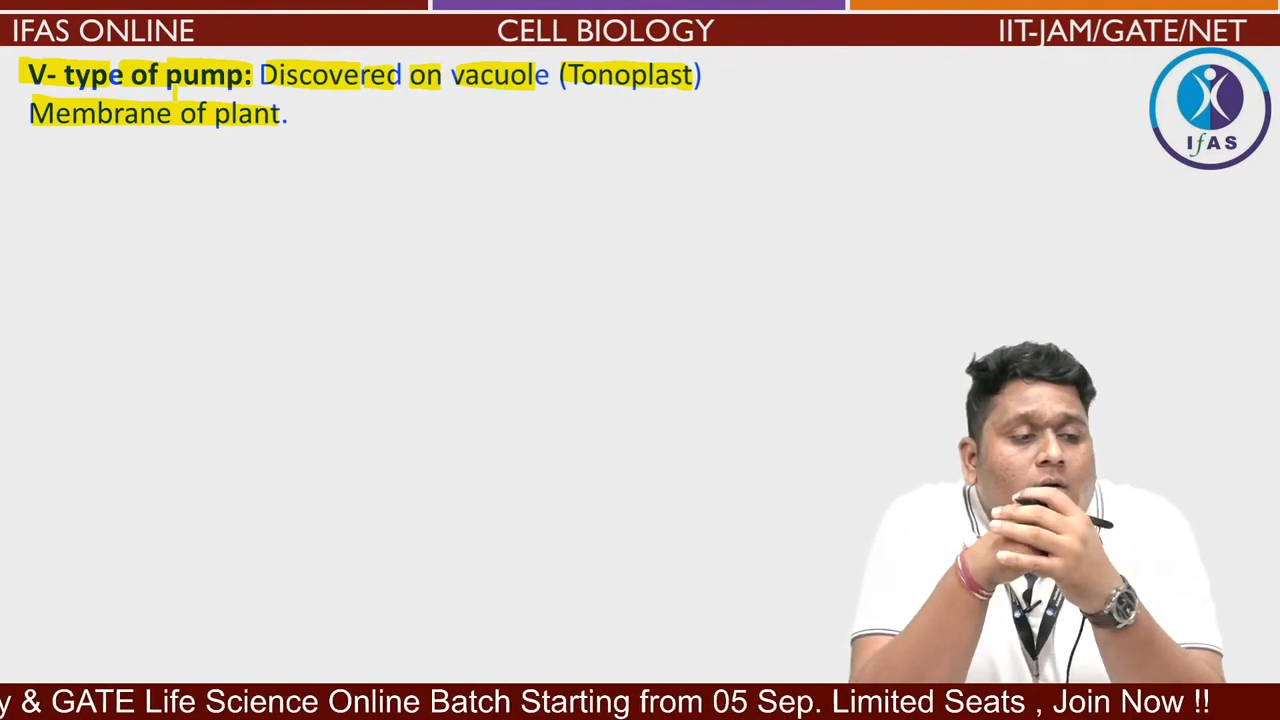 IFAS ONLINE
CELL BIOLOGY
IIT-JAM/GATE/NET
V- type of pump: Discovered on vacuole (Tonoplast)
Membrane of plant.
IfAS
y & GATE Life Science Online Batch Starting from 05 Sep. Limited Seats , Join Now !!